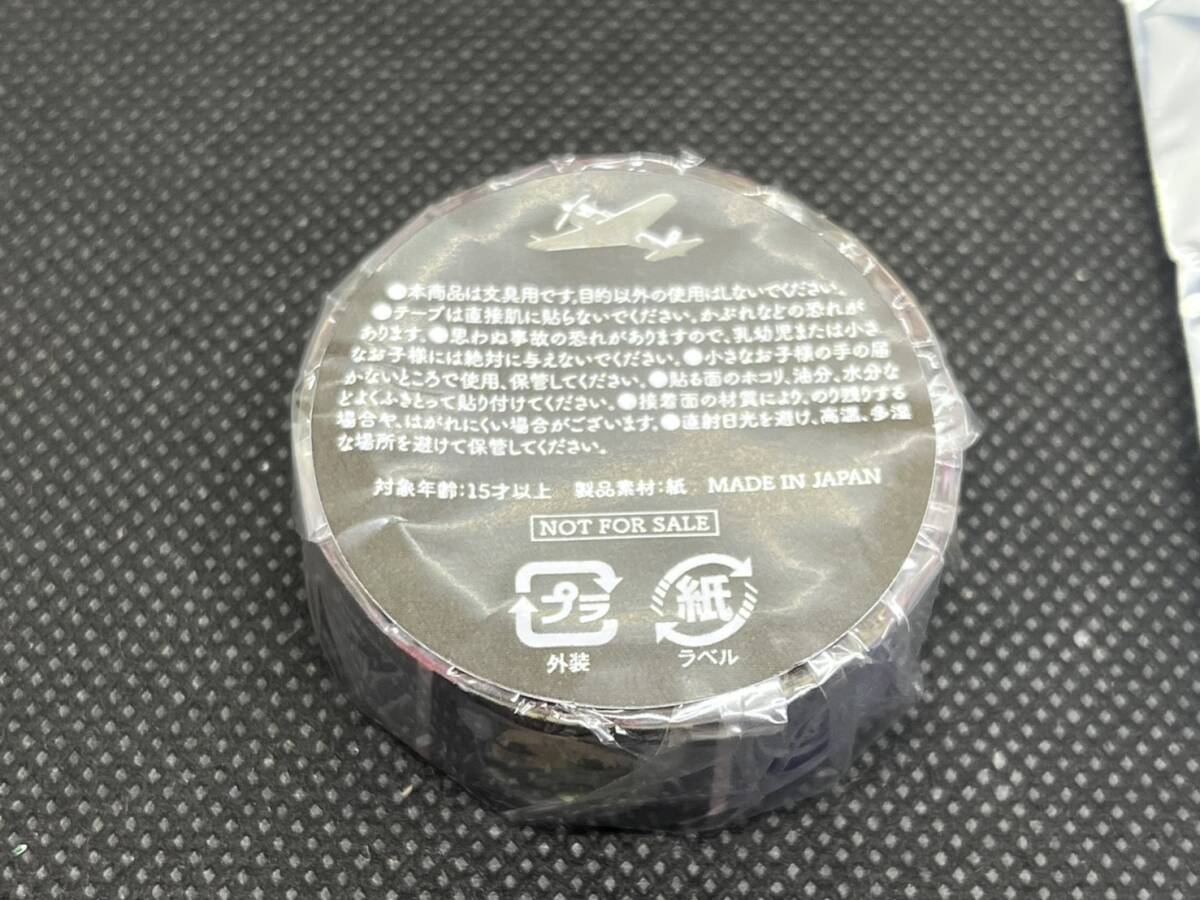 ●本商品は文具用です。目的以外の使用はしないでください。
●テープは直接肌に貼らないでください。かぶれなどの恐れが
あります。●思わぬ事故の恐れがありますので、乳幼児または小さ
なお子様には絶対に与えないでください。●小さなお子様の手の届
かないところで使用、保管してください。●貼る面のホコリ、油分、水分な
どよくふきとって貼り付けてください。●接着面の材質により、のり残りする
場合や、はがれにくい場合がございます。●直射日光を避け、高温、多湿
な場所を避けて保管してください。
対象年齢:15才以上 製品素材:紙 MADE IN JAPAN
NOT FOR SALE
プラ 紙
外装 ラベル